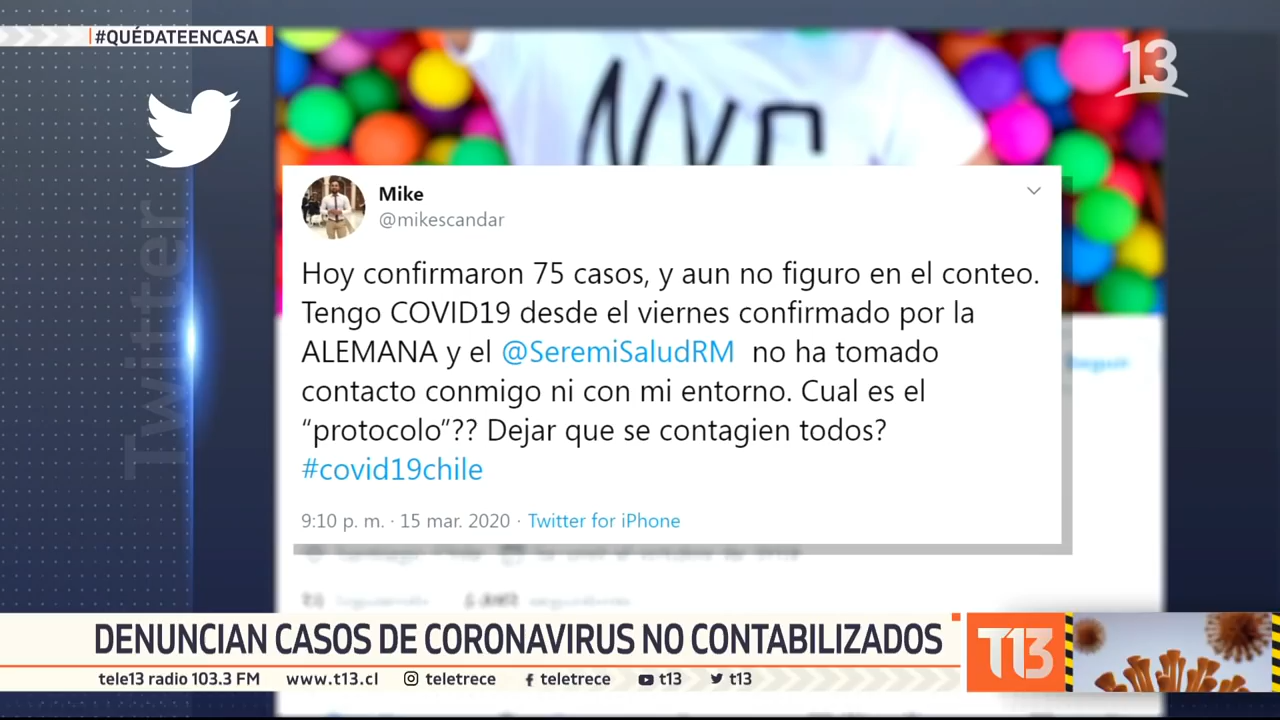 #QUÉDATEENCASA
13
NYC
Twitter
Mike
@mikescandar
Hoy confirmaron 75 casos, y aun no figuro en el conteo.
Tengo COVID19 desde el viernes confirmado por la
ALEMANA y el @SeremiSaludRM no ha tomado
contacto conmigo ni con mi entorno. Cual es el
“protocolo”?? Dejar que se contagien todos?
#covid19chile
9:10 p. m. · 15 mar. 2020 · Twitter for iPhone
Seguir
DENUNCIAN CASOS DE CORONAVIRUS NO CONTABILIZADOS
T13
tele13 radio 103.3 FM www.t13.cl teletrece teletrece t13 t13